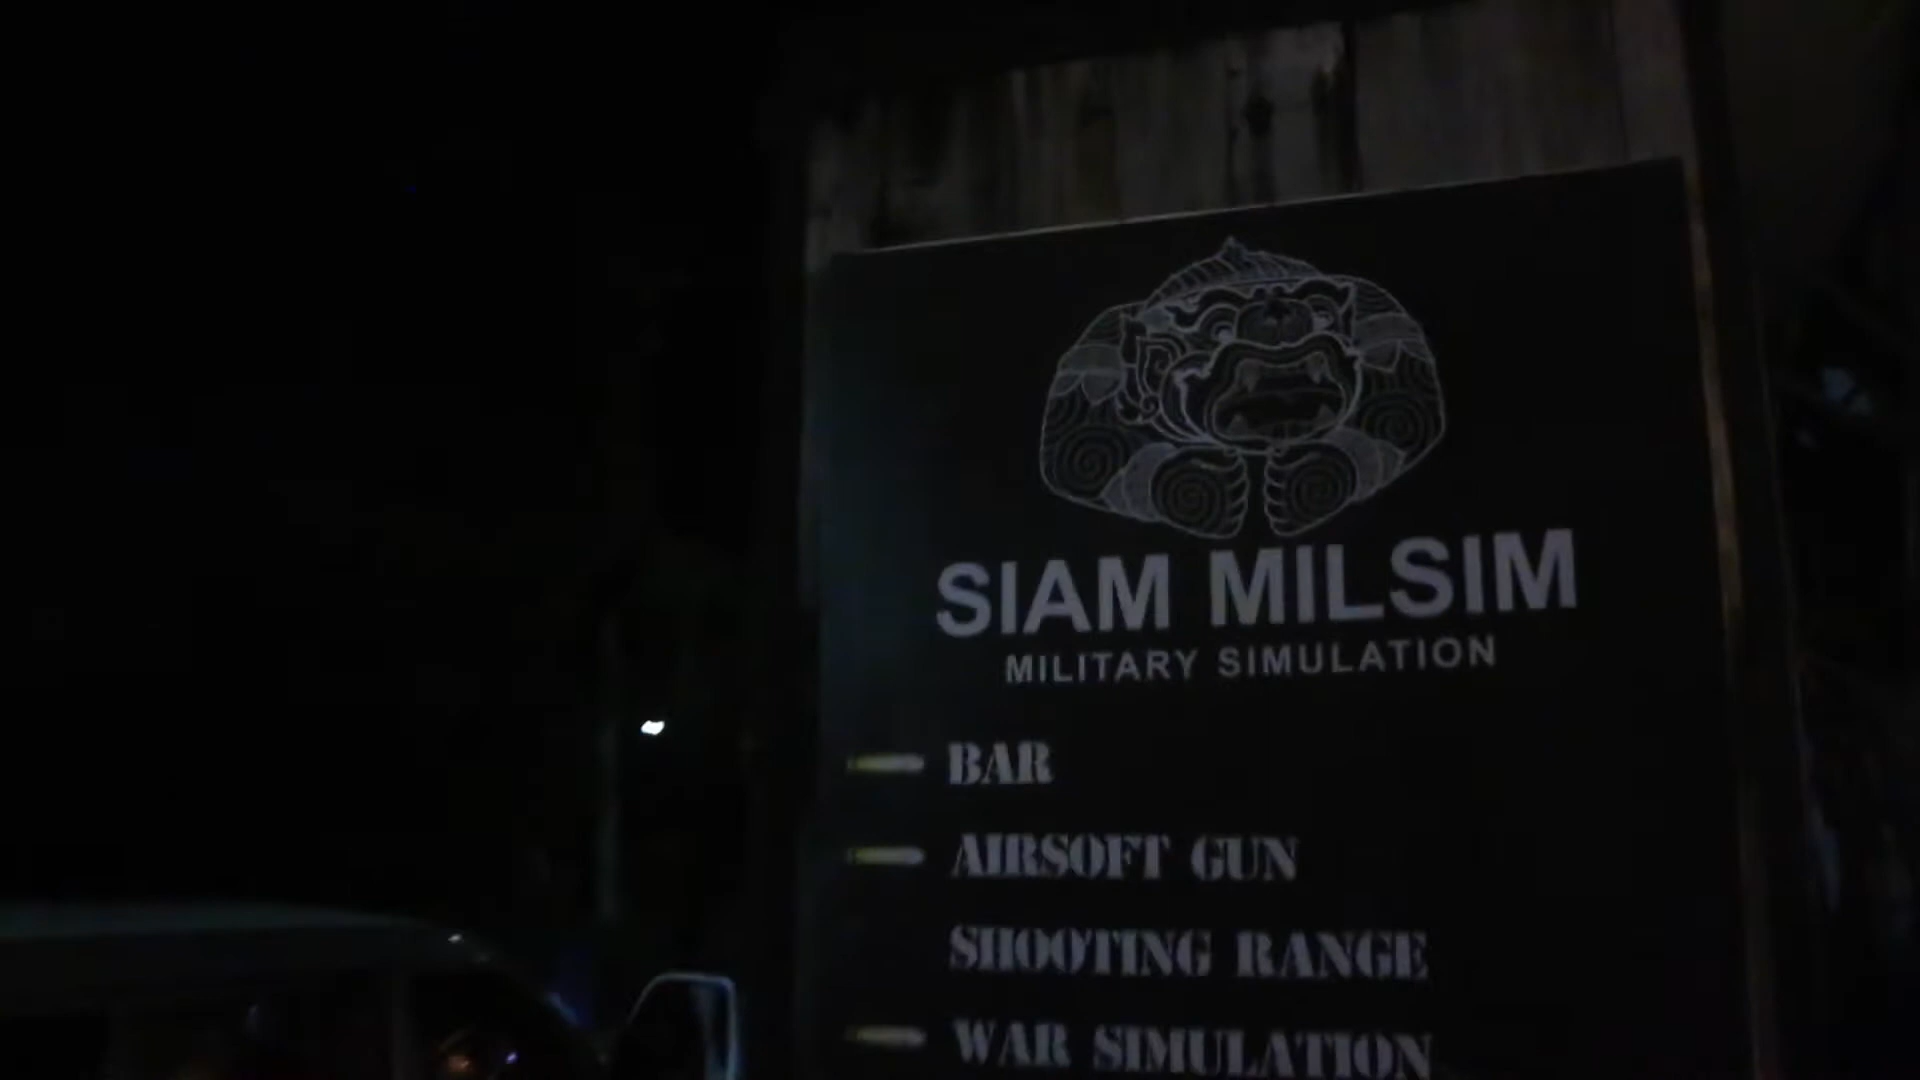 SIAM MILSIM
MILITARY SIMULATION
BAR
AIRSOFT GUN
SHOOTING RANGE
WAR SIMULATION